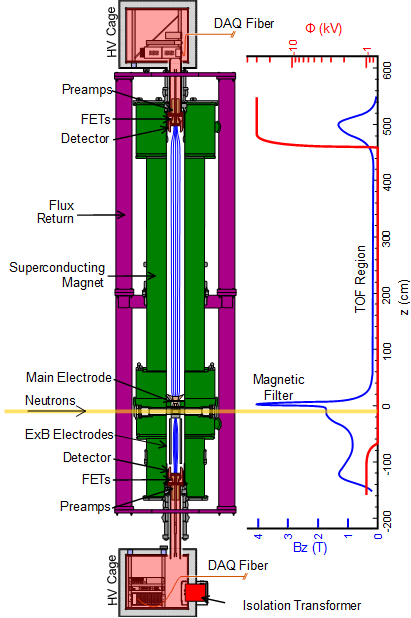 HV Cage
DAQ Fiber
Φ (kV)
-10
-1
Preamps
FETs
Detector
Flux
Return
Superconducting
Magnet
Main Electrode
Neutrons
ExB Electrodes
Detector
FETs
Preamps
Magnetic
Filter
TOF Region
z (cm)
600
500
400
300
200
100
0
-100
-200
4
3
2
1
0
Bz (T)
HV Cage
DAQ Fiber
Isolation Transformer